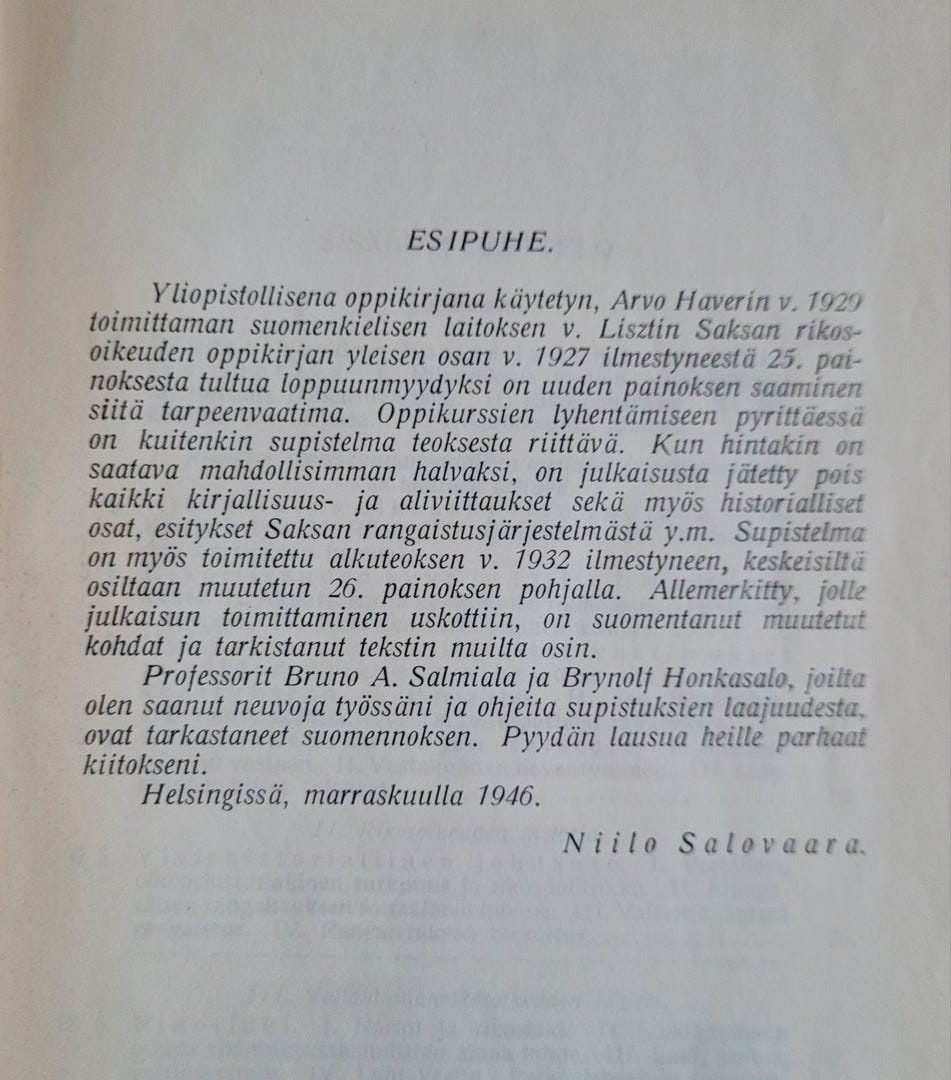 ESIPUHE.
Yliopistollisena oppikirjana käytetyn, Arvo Haverin v. 1929
toimittaman suomenkielisen laitoksen v. Lisztin Saksan rikos-
oikeuden oppikirjan yleisen osan v. 1927 ilmestyneestä 25. pai-
noksesta tultua loppuunmyydyksi on uuden painoksen saaminen
siitä tarpeenvaatima. Oppikurssien lyhentämiseen pyrittäessä
on kuitenkin supistelma teoksesta riittävä. Kun hintakin on
saatava mahdollisimman halvaksi, on julkaisusta jätetty pois
kaikki kirjallisuus- ja aliviittaukset sekä myös historialliset
osat, esitykset Saksan rangaistusjärjestelmästä y.m. Supistelma
on myös toimitettu alkuteoksen v. 1932 ilmestyneen, keskeisiltä
osiltaan muutetun 26. painoksen pohjalla. Allemerkitty, jolle
julkaisun toimittaminen uskottiin, on suomentanut muutetut
kohdat ja tarkistanut tekstin muilta osin.
Professorit Bruno A. Salmiala ja Brynolf Honkasalo, joilta
olen saanut neuvoja työssäni ja ohjeita supistuksien laajuudesta,
ovat tarkastaneet suomennoksen. Pyydän lausua heille parhaat
kiitokseni.
Helsingissä, marraskuulla 1946.
Niilo Salovaara.